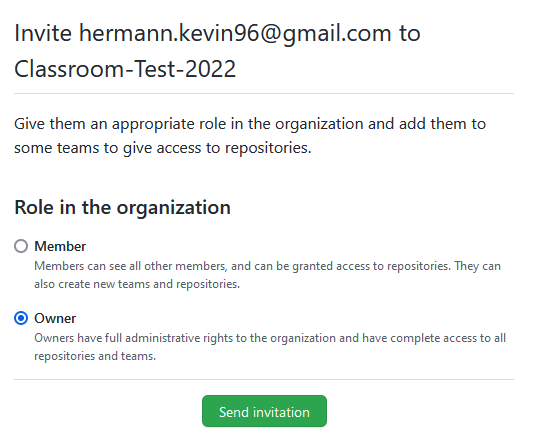 Invite hermann.kevin96@gmail.com to
Classroom-Test-2022
Give them an appropriate role in the organization and add them to
some teams to give access to repositories.
Role in the organization
Member
Members can see all other members, and can be granted access to repositories. They can
also create new teams and repositories.
Owner
Owners have full administrative rights to the organization and have complete access to all
repositories and teams.
Send invitation